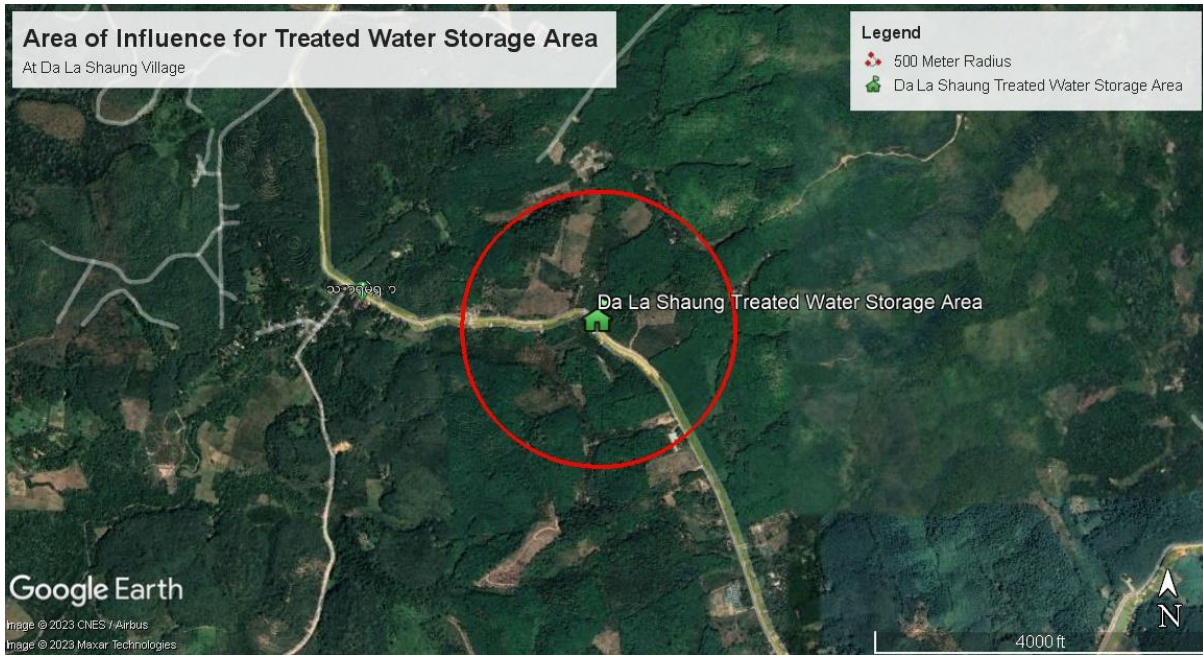 Area of Influence for Treated Water Storage Area
At Da La Shaung Village
Legend
500 Meter Radius
Da La Shaung Treated Water Storage Area
Da La Shaung Treated Water Storage Area
Google Earth
Image © 2023 CNES / Airbus
Image © 2023 Maxar Technologies
4000 ft
N